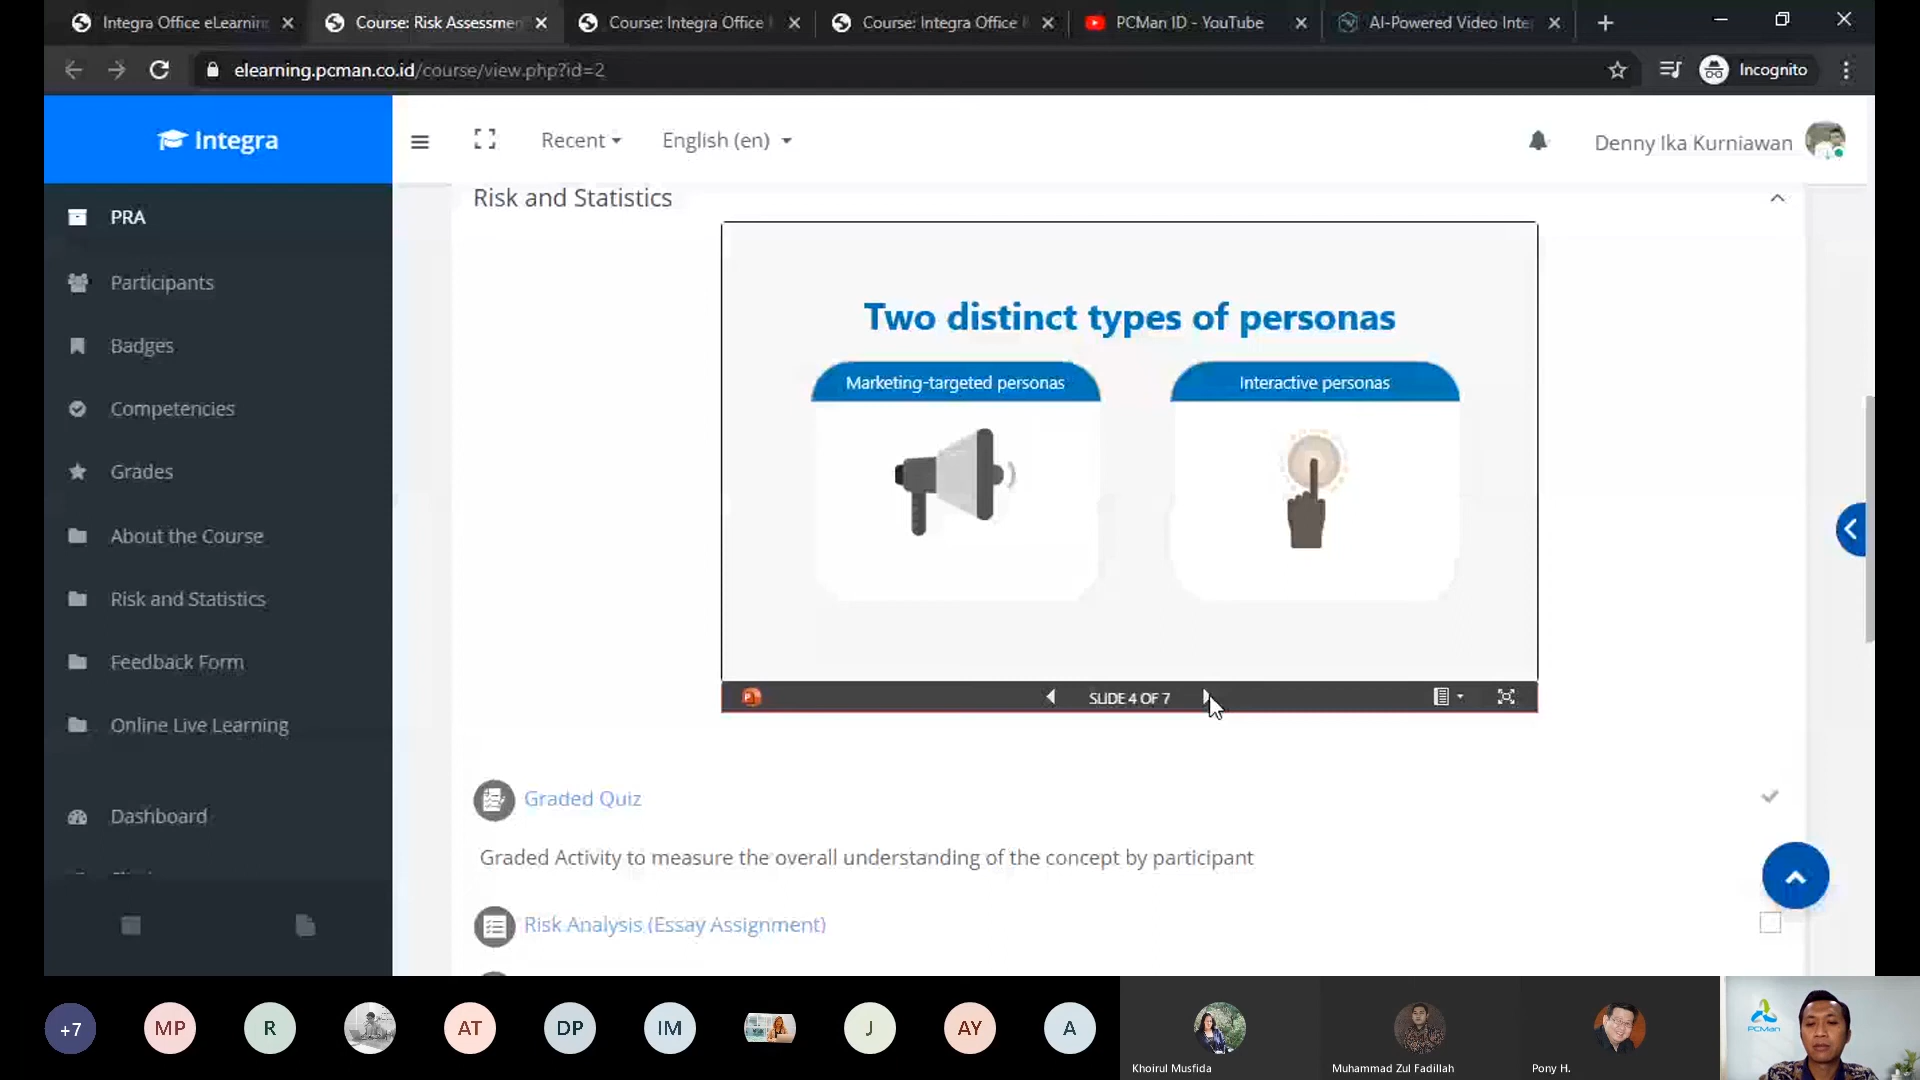 Integra Office eLearning
Course: Risk Assessmen
Course: Integra Office
Course: Integra Office
PCMan ID - YouTube
AI-Powered Video Inte
elearning.pcman.co.id/course/view.php?id=2
Incognito
Integra
Recent
English (en)
Denny Ika Kurniawan
PRA
Participants
Badges
Competencies
Grades
About the Course
Risk and Statistics
Feedback Form
Online Live Learning
Dashboard
Risk and Statistics
Two distinct types of personas
Marketing-targeted personas
Interactive personas
SLIDE 4 OF 7
Graded Quiz
Graded Activity to measure the overall understanding of the concept by participant
Risk Analysis (Essay Assignment)
+7
MP
R
AT
DP
IM
J
AY
A
Khoirul Musfida
Muhammad Zul Fadillah
Pony H.
PCMan